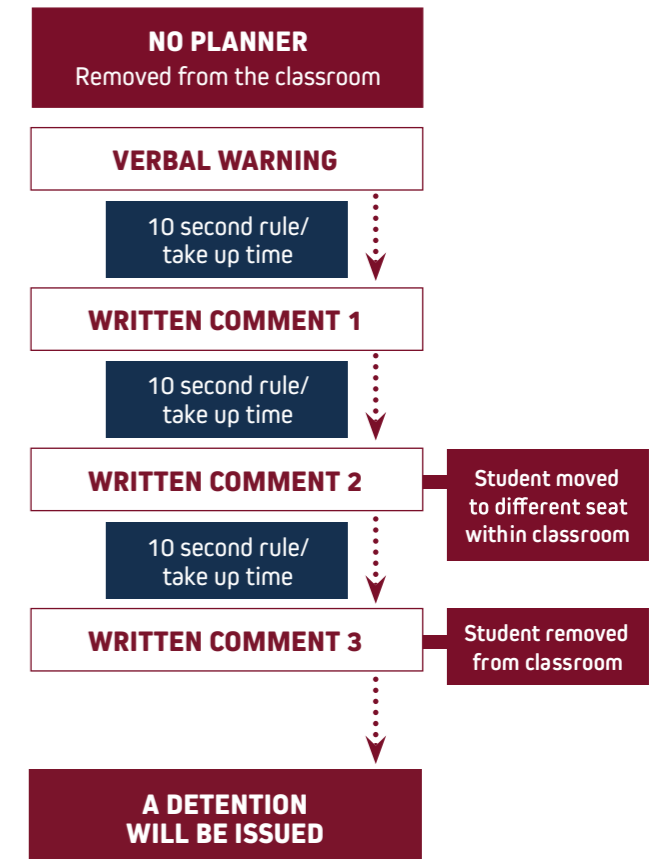 NO PLANNER
Removed from the classroom
VERBAL WARNING
10 second rule/
take up time
WRITTEN COMMENT 1
10 second rule/
take up time
WRITTEN COMMENT 2
Student moved
to different seat
within classroom
10 second rule/
take up time
WRITTEN COMMENT 3
Student removed
from classroom
A DETENTION
WILL BE ISSUED